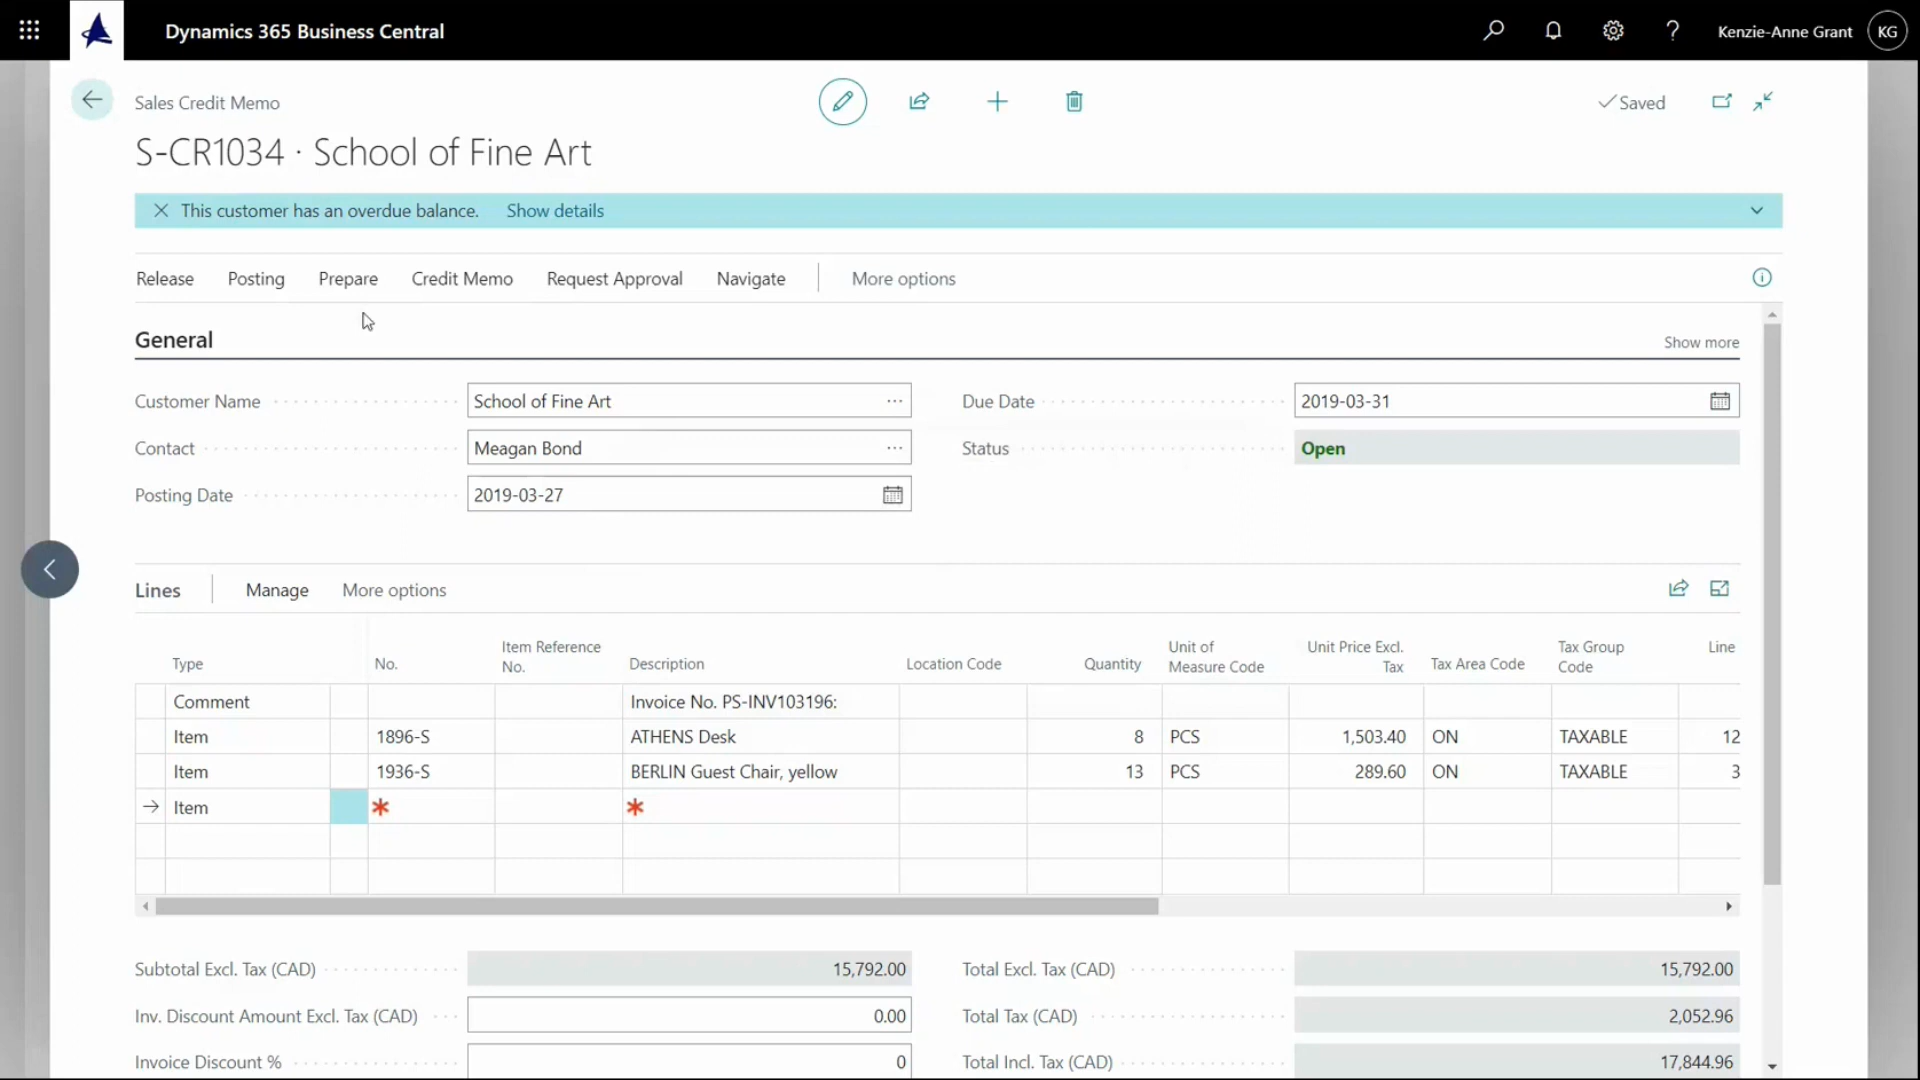 Dynamics 365 Business Central
Kenzie-Anne Grant KG
Sales Credit Memo
Saved
S-CR1034 · School of Fine Art
This customer has an overdue balance. Show details
Release Posting Prepare Credit Memo Request Approval Navigate More options
General
Show more
Customer Name School of Fine Art
Due Date 2019-03-31
Contact Meagan Bond
Status Open
Posting Date 2019-03-27
Lines Manage More options
Type No. Item Reference No. Description Location Code Quantity Unit of Measure Code Unit Price Excl. Tax Tax Area Code Tax Group Code Line
Comment Invoice No. PS-INV103196:
Item 1896-S ATHENS Desk 8 PCS 1,503.40 ON TAXABLE 12
Item 1936-S BERLIN Guest Chair, yellow 13 PCS 289.60 ON TAXABLE 3
Item * *
Subtotal Excl. Tax (CAD) 15,792.00
Total Excl. Tax (CAD) 15,792.00
Inv. Discount Amount Excl. Tax (CAD) 0.00
Total Tax (CAD) 2,052.96
Invoice Discount % 0
Total Incl. Tax (CAD) 17,844.96